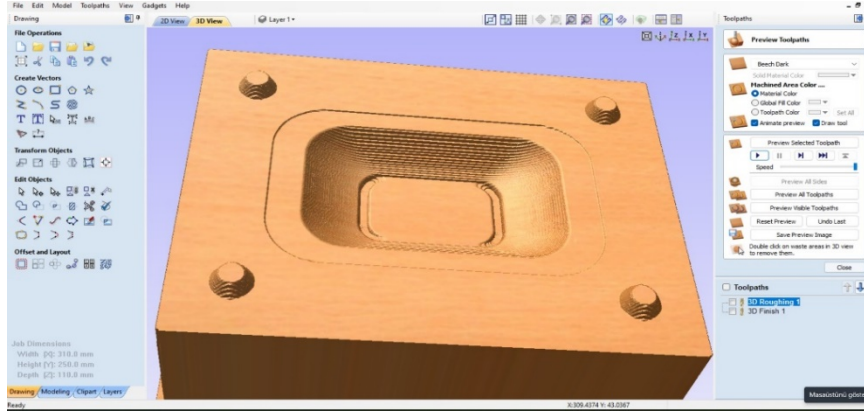 File Edit Model Toolpaths View Gadgets Help
Drawing
2D View 3D View Layer 1
Toolpaths
File Operations
Create Vectors
Transform Objects
Edit Objects
Offset and Layout
Job Dimensions
Width (X): 310.0 mm
Height (Y): 250.0 mm
Depth (Z): 110.0 mm
Drawing Modeling Clipart Layers
Ready
X:309.4374 Y: 43.0367
Preview Toolpaths
Beech Dark
Solid Material Color
Machined Area Color ....
Material Color
Global Fill Color
Toolpath Color Set All
Animate preview Draw tool
Preview Selected Toolpath
Speed
Preview All Sides
Preview All Toolpaths
Preview Visible Toolpaths
Reset Preview Undo Last
Save Preview Image
Double click on waste areas in 3D view
to remove them.
Close
Toolpaths
3D Roughing 1
3D Finish 1
Masaüstünü göste